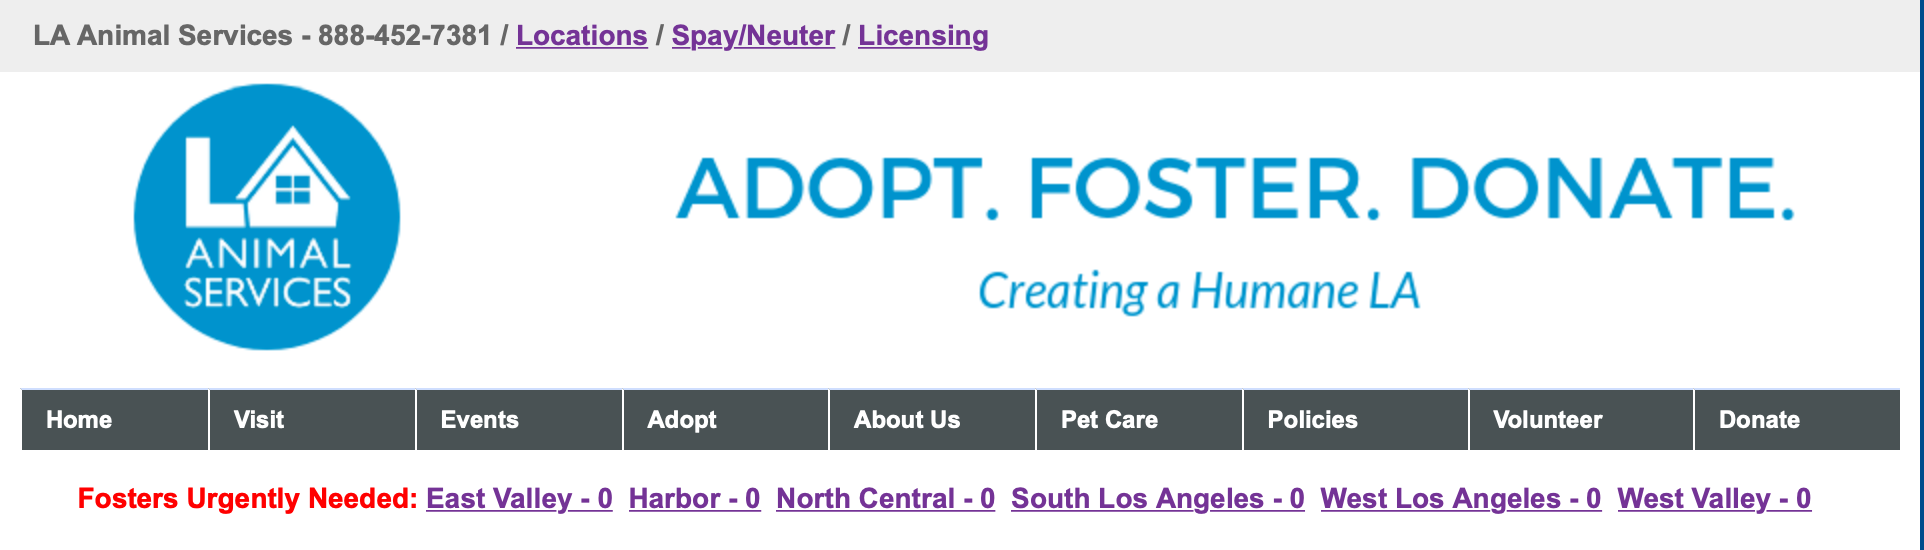 LA Animal Services - 888-452-7381 / Locations / Spay/Neuter / Licensing
LA
ANIMAL
SERVICES
ADOPT. FOSTER. DONATE.
Creating a Humane LA
Home Visit Events Adopt About Us Pet Care Policies Volunteer Donate
Fosters Urgently Needed: East Valley - 0 Harbor - 0 North Central - 0 South Los Angeles - 0 West Los Angeles - 0 West Valley - 0